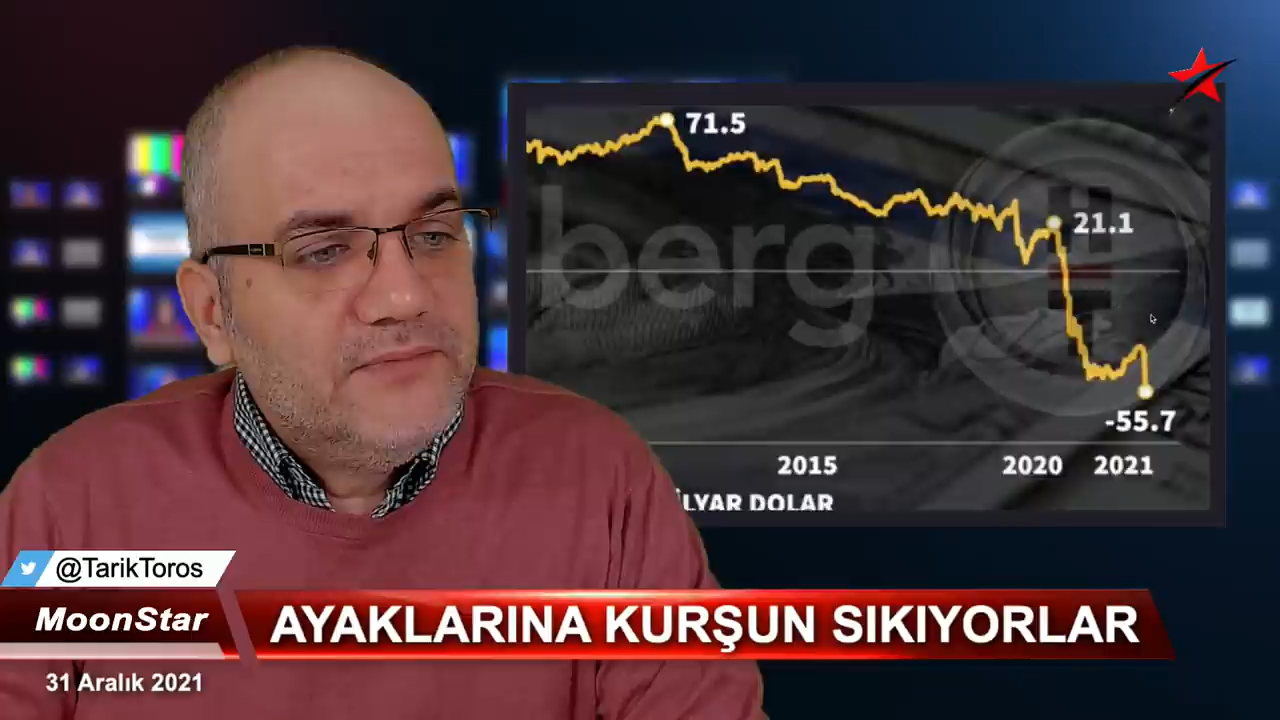 71.5
21.1
berg
-55.7
2015 2020 2021
İLYAR DOLAR
@TarikToros
MoonStar
AYAKLARINA KURŞUN SIKIYORLAR
31 Aralık 2021